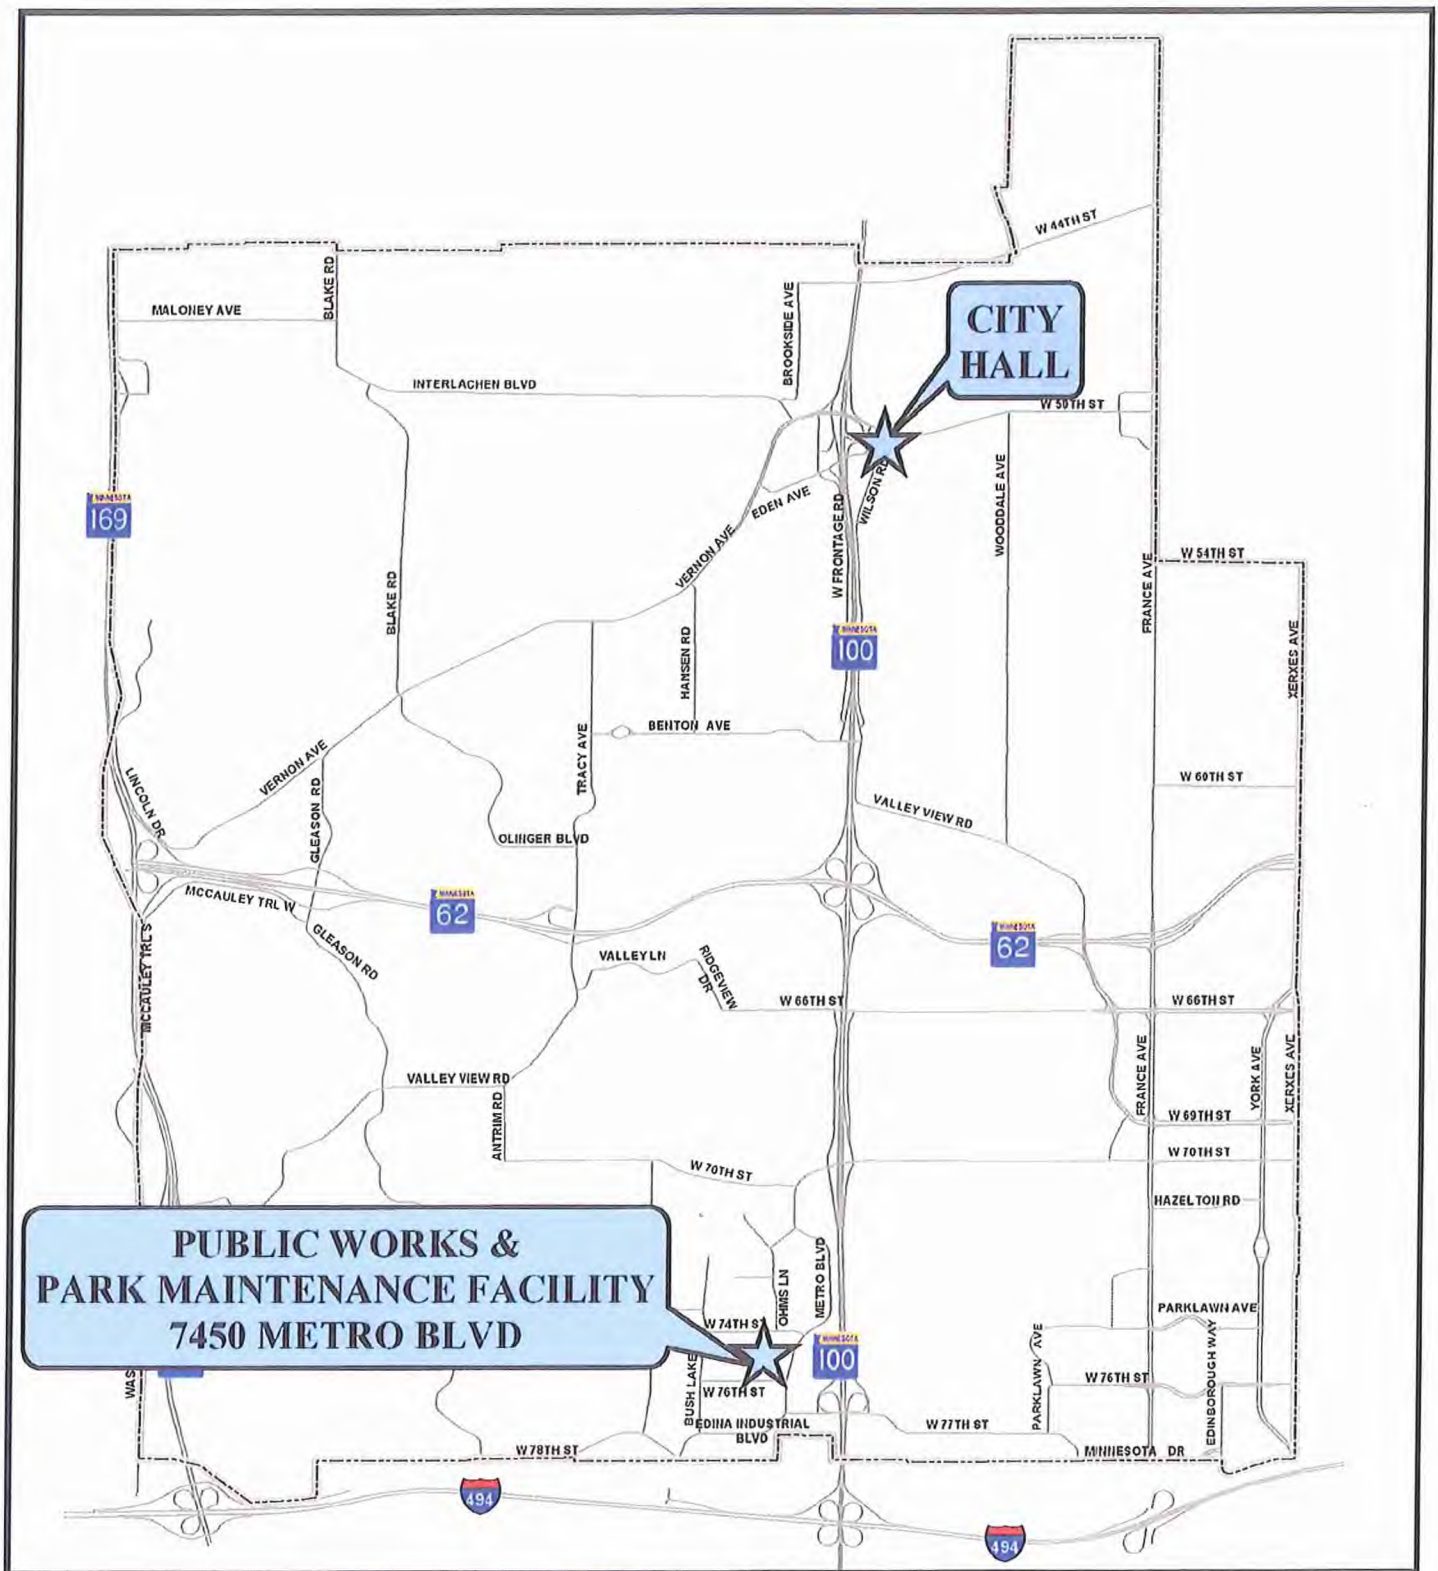 W 44TH ST
BLAKE RD
MALONEY AVE
BROOKSIDE AVE
CITY
HALL
INTERLACHEN BLVD
W 50TH ST
MINNESOTA
169
EDEN AVE
WILSON RD
WOODDALE AVE
W FRONTAGE RD
VERNON AVE
W 54TH ST
FRANCE AVE
BLAKE RD
HANSEN RD
MINNESOTA
100
XERXES AVE
BENTON AVE
TRACY AVE
VERNON AVE
LINCOLN DR
GLEASON RD
W 60TH ST
VALLEY VIEW RD
OLINGER BLVD
MCCAULEY TRL W
MINNESOTA
62
MINNESOTA
62
MCCAULEY TRL S
GLEASON RD
VALLEY LN
RIDGEVIEW
DR
W 66TH ST
W 66TH ST
FRANCE AVE
YORK AVE
XERXES AVE
VALLEY VIEW RD
ANTRIM RD
W 69TH ST
W 70TH ST
W 70TH ST
HAZELTON RD
PUBLIC WORKS &
PARK MAINTENANCE FACILITY
7450 METRO BLVD
OHMS LN
METRO BLVD
W 74TH ST
MINNESOTA
100
PARKLAWN AVE
PARKLAWN AVE
EDINBOROUGH WAY
WAS
BUSH LAKE
W 76TH ST
W 76TH ST
EDINA INDUSTRIAL
BLVD
W 77TH ST
W 78TH ST
MINNESOTA DR
494
494